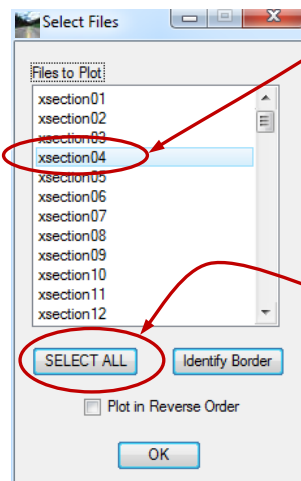 Select Files
Files to Plot
xsection01
xsection02
xsection03
xsection04
xsection05
xsection06
xsection07
xsection08
xsection09
xsection10
xsection11
xsection12
SELECT ALL
Identify Border
Plot in Reverse Order
OK